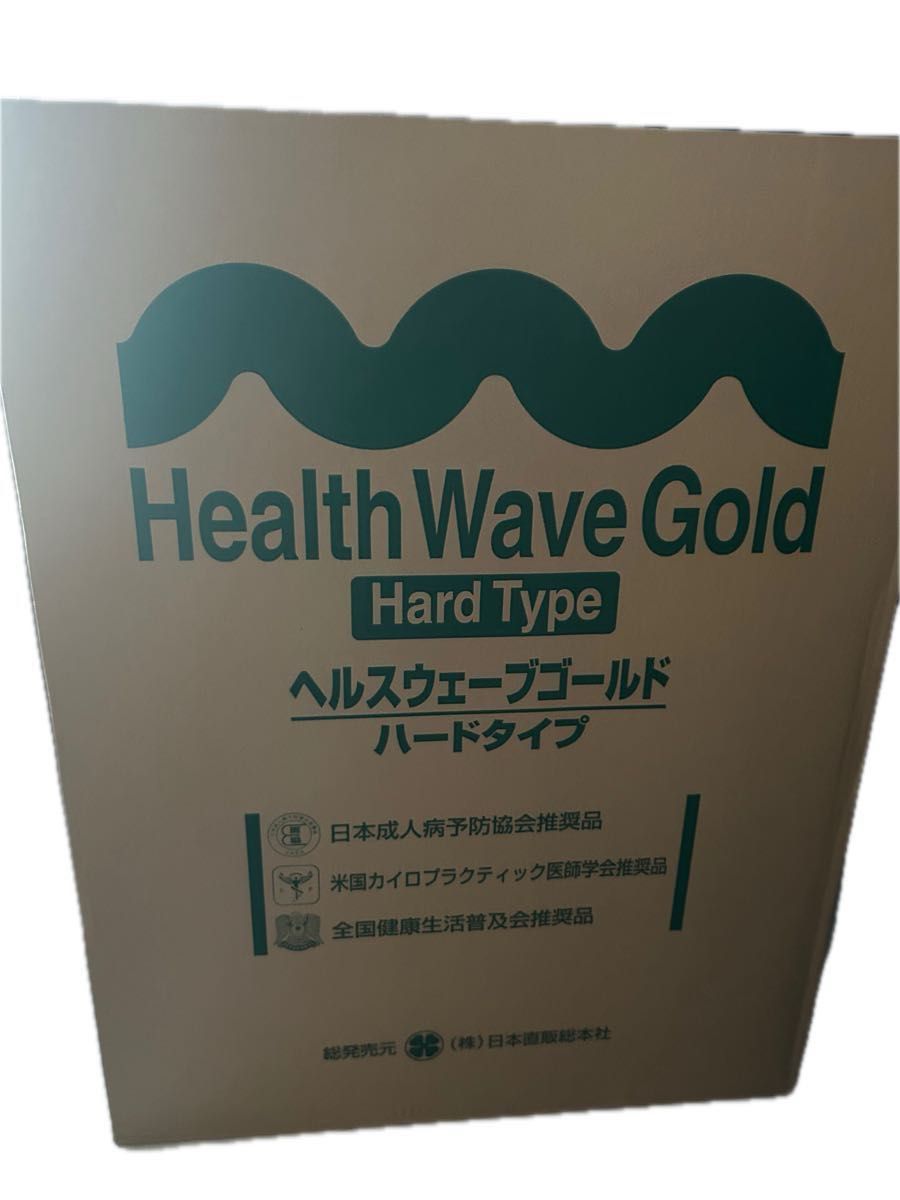 Health Wave Gold
Hard Type
ヘルスウェーブゴールド
ハードタイプ
日本成人病予防協会推奨品
米国カイロプラクティック医師学会推奨品
全国健康生活普及会推奨品
総発売元 (株)日本直販総本社